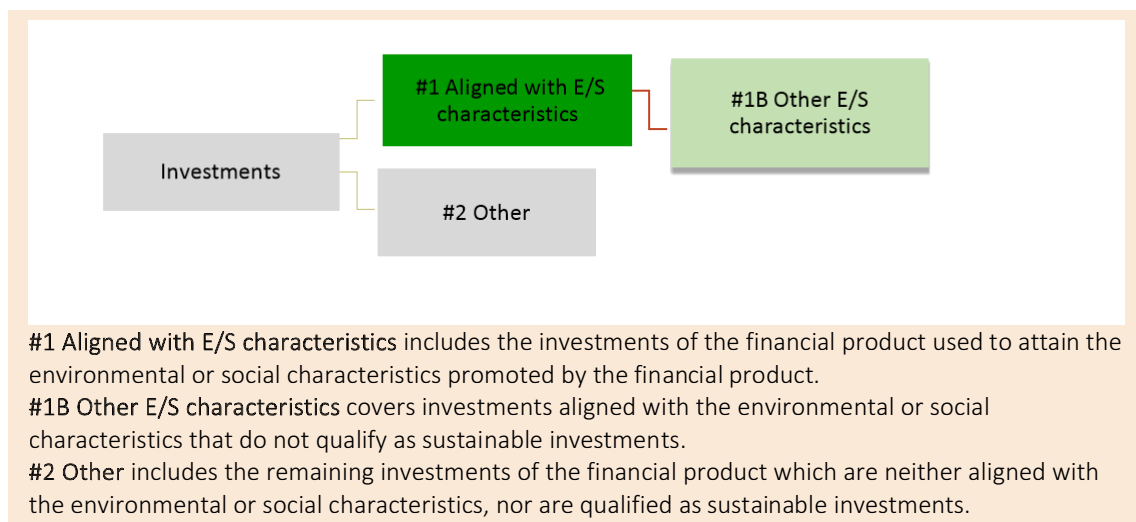 #1 Aligned with E/S
characteristics
#1B Other E/S
characteristics
Investments
#2 Other
#1 Aligned with E/S characteristics includes the investments of the financial product used to attain the
environmental or social characteristics promoted by the financial product.
#1B Other E/S characteristics covers investments aligned with the environmental or social
characteristics that do not qualify as sustainable investments.
#2 Other includes the remaining investments of the financial product which are neither aligned with
the environmental or social characteristics, nor are qualified as sustainable investments.